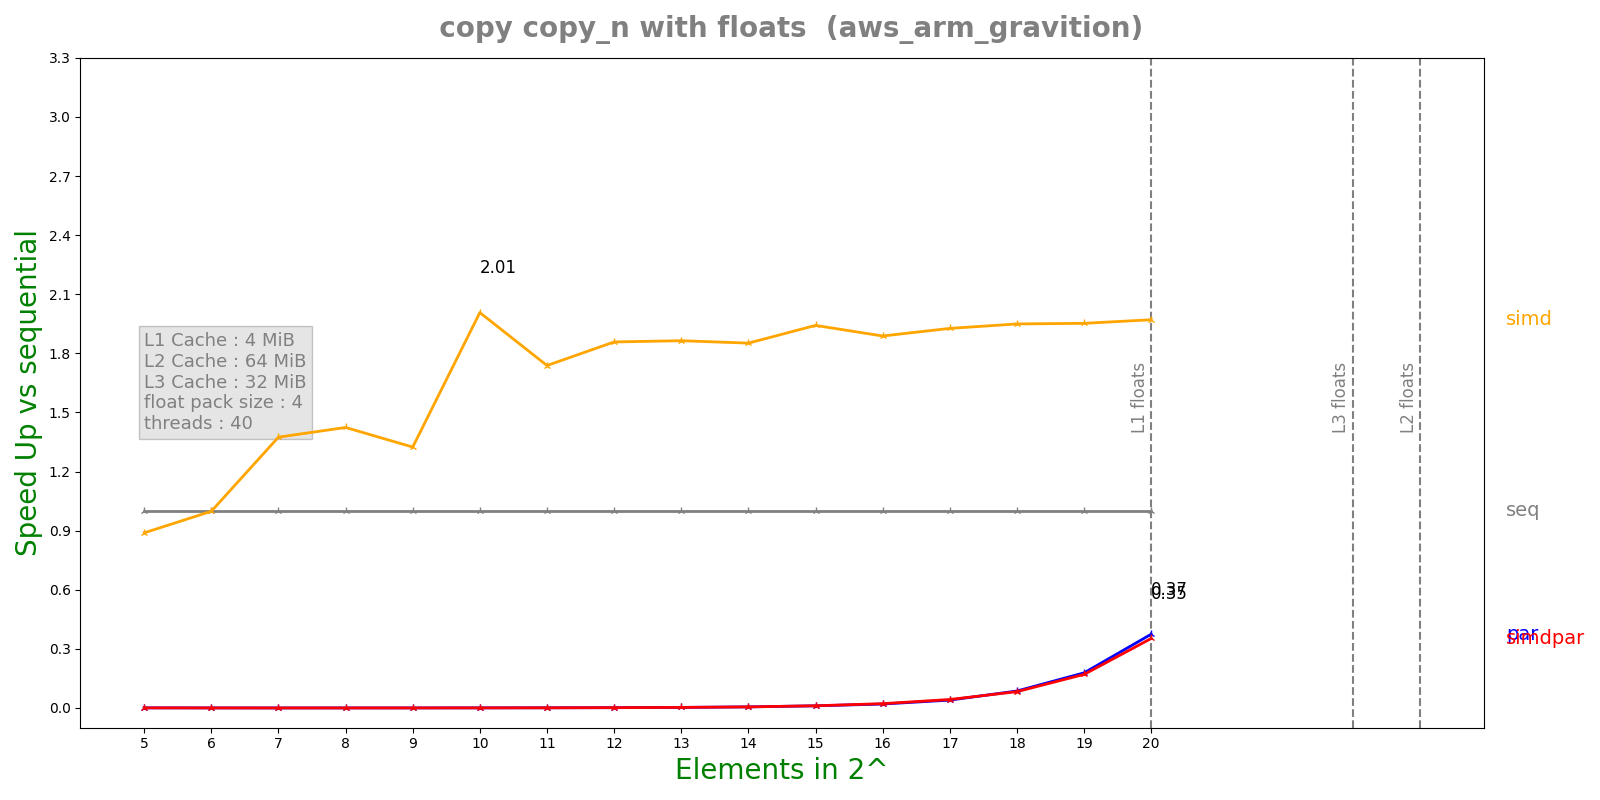 copy copy_n with floats (aws_arm_gravition)
Speed Up vs sequential
3.3
3.0
2.7
2.4
2.1
1.8
1.5
1.2
0.9
0.6
0.3
0.0
2.01
L1 Cache : 4 MiB
L2 Cache : 64 MiB
L3 Cache : 32 MiB
float pack size : 4
threads : 40
L1 floats
L3 floats
L2 floats
0.37
0.35
simd
seq
par
simdpar
5 6 7 8 9 10 11 12 13 14 15 16 17 18 19 20
Elements in 2^